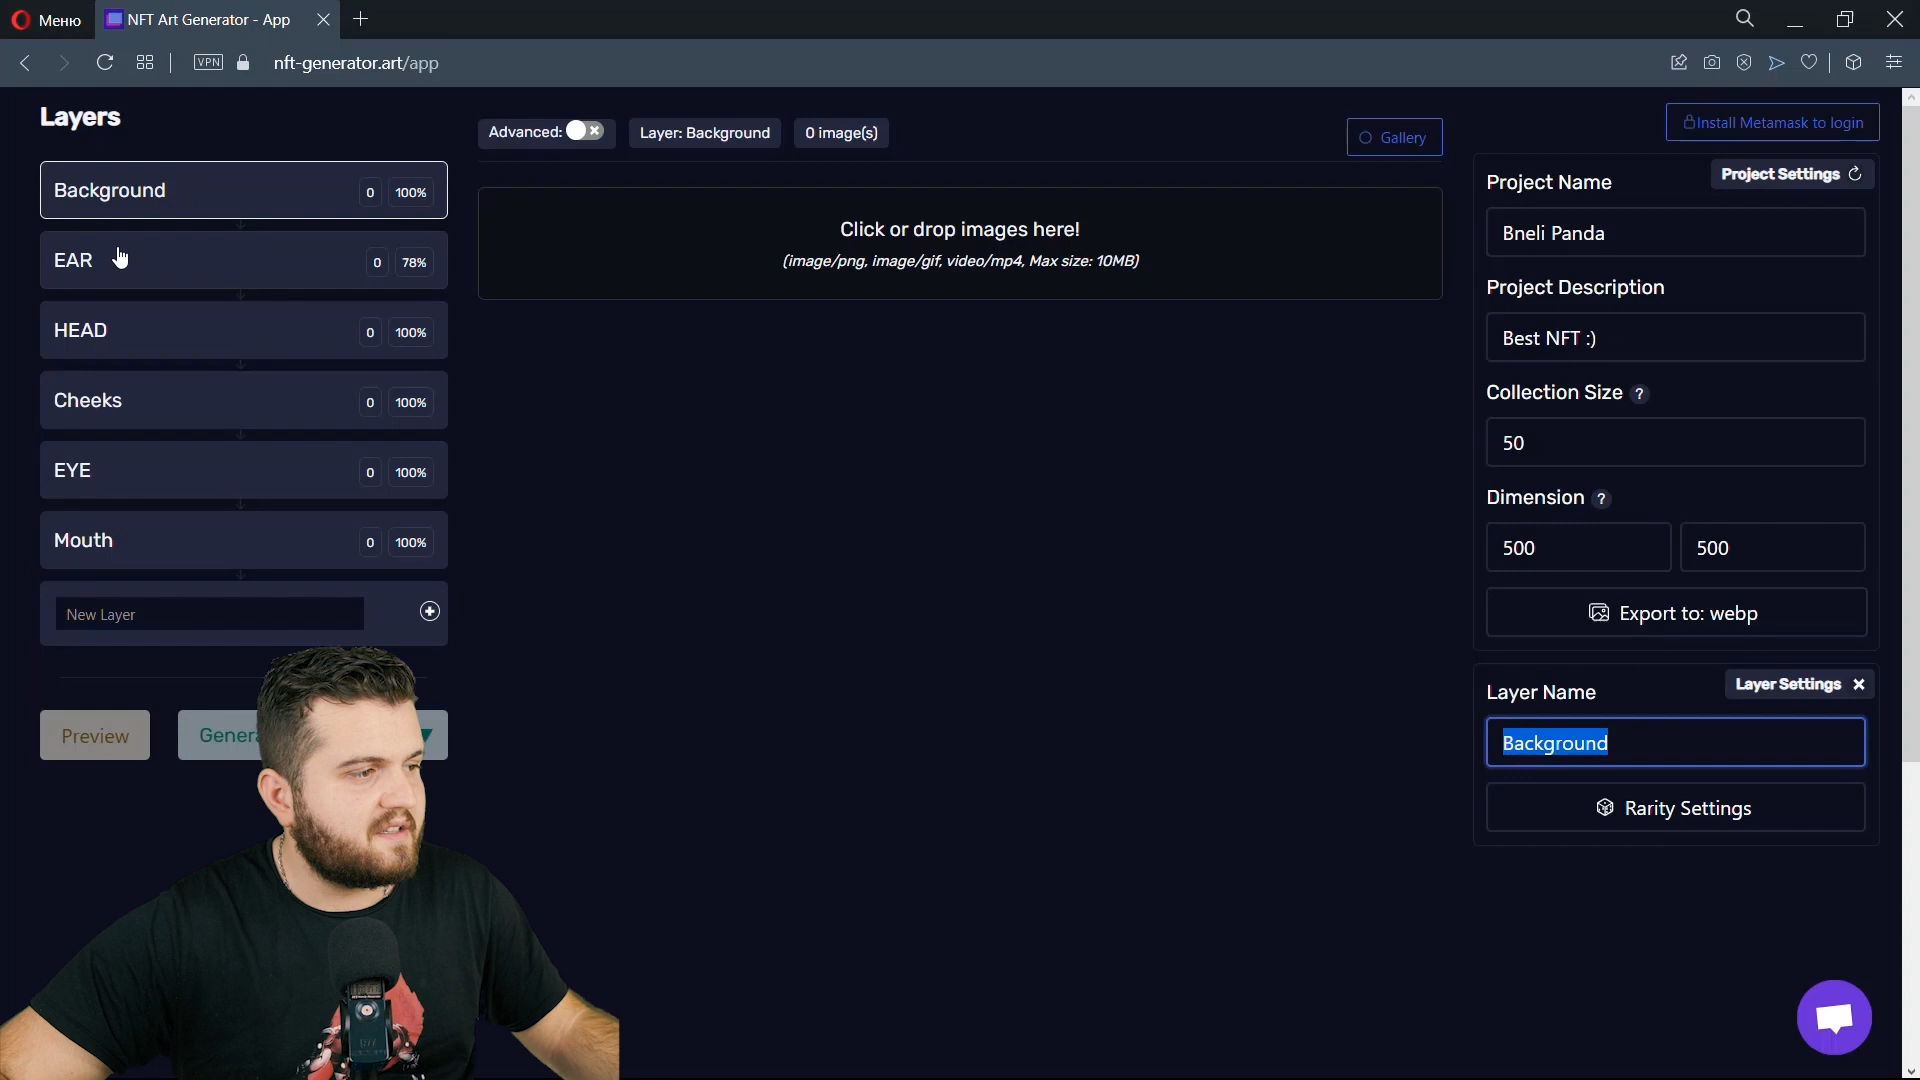 Меню
NFT Art Generator - App
VPN
nft-generator.art/app
Layers
Background 0 100%
EAR 0 78%
HEAD 0 100%
Cheeks 0 100%
EYE 0 100%
Mouth 0 100%
New Layer
Preview
Advanced:
Layer: Background
0 image(s)
Gallery
Click or drop images here!
(image/png, image/gif, video/mp4, Max size: 10MB)
Install Metamask to login
Project Name
Project Settings
Bneli Panda
Project Description
Best NFT :)
Collection Size ?
50
Dimension ?
500 500
Export to: webp
Layer Name
Layer Settings
Background
Rarity Settings